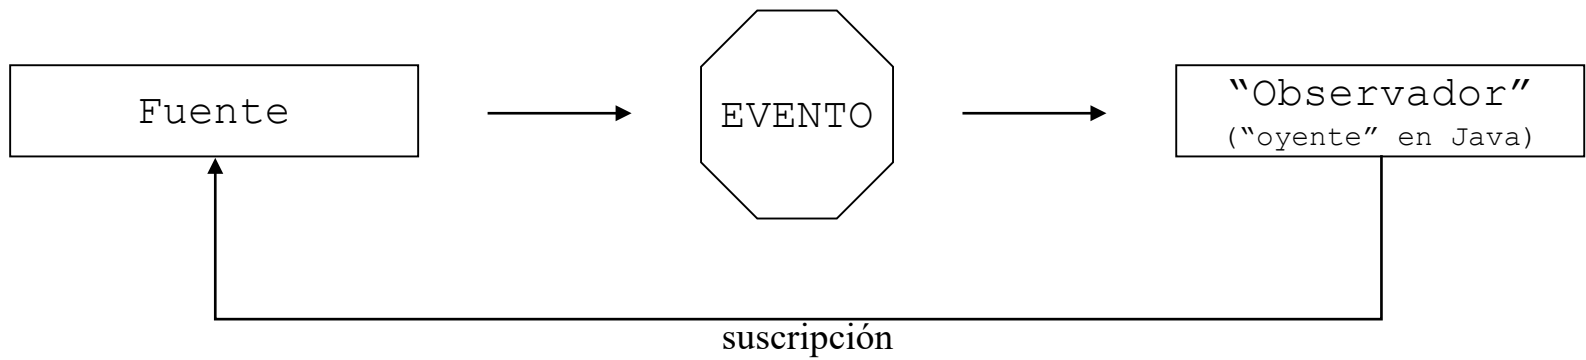 Fuente
EVENTO
“Observador”
(“oyente” en Java)
suscripción